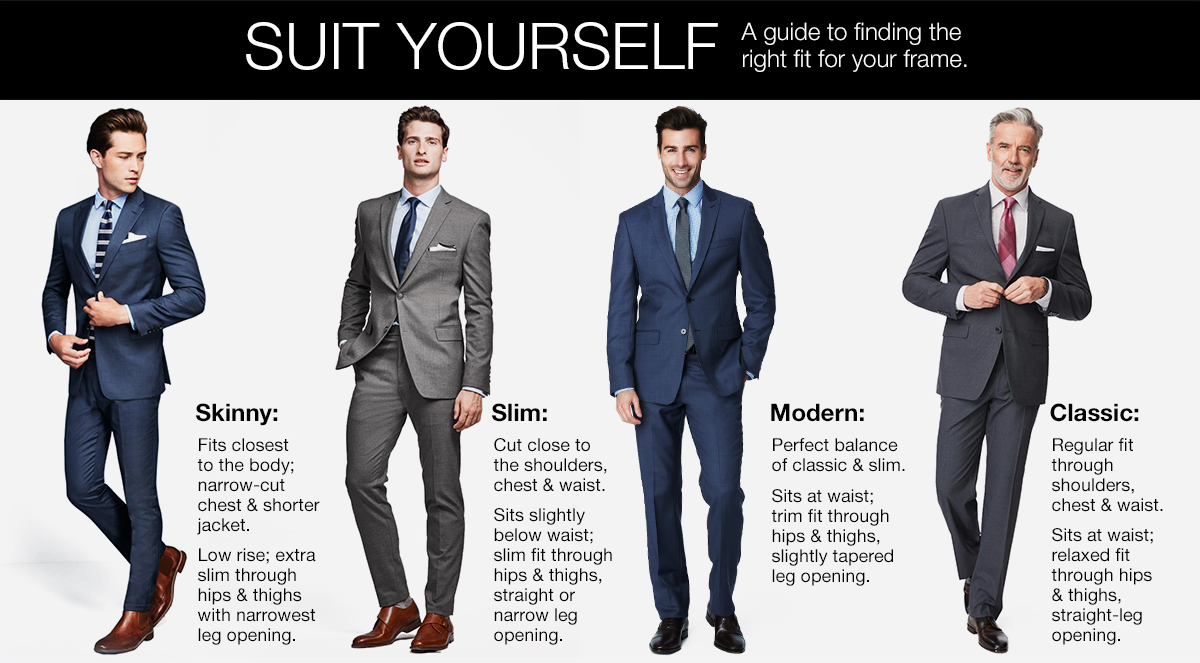 SUIT YOURSELF
A guide to finding the
right fit for your frame.
Skinny:
Fits closest
to the body;
narrow-cut
chest & shorter
jacket.
Low rise; extra
slim through
hips & thighs
with narrowest
leg opening.
Slim:
Cut close to
the shoulders,
chest & waist.
Sits slightly
below waist;
slim fit through
hips & thighs,
straight or
narrow leg
opening.
Modern:
Perfect balance
of classic & slim.
Sits at waist;
trim fit through
hips & thighs,
slightly tapered
leg opening.
Classic:
Regular fit
through
shoulders,
chest & waist.
Sits at waist;
relaxed fit
through hips
& thighs,
straight-leg
opening.